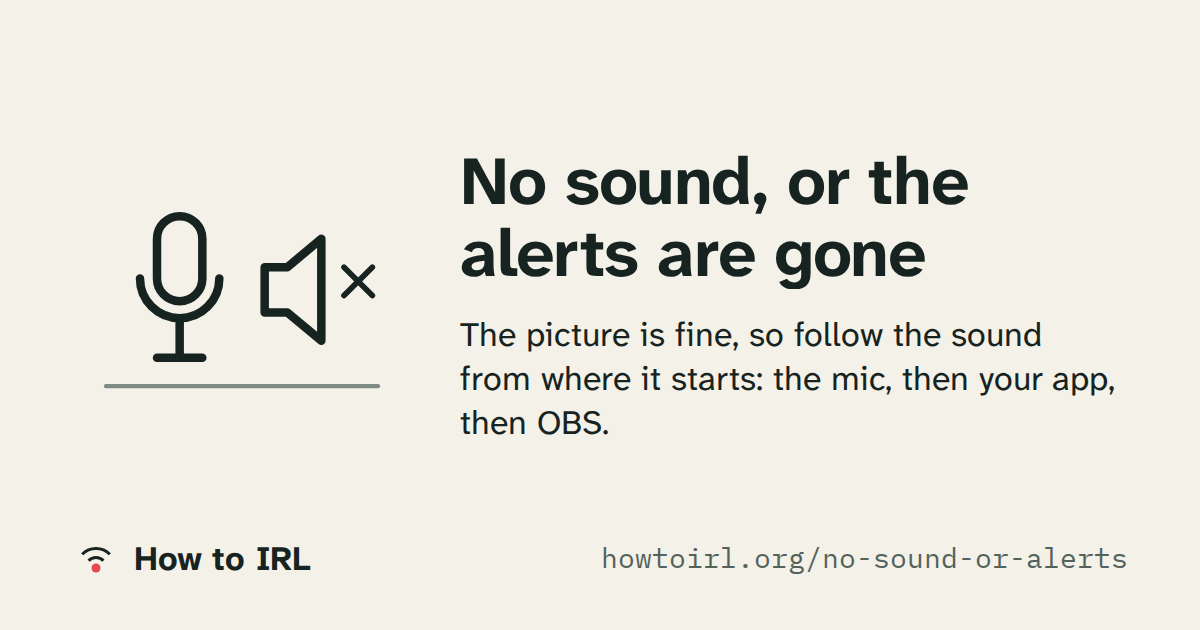 No sound, or the
alerts are gone
The picture is fine, so follow the sound
from where it starts: the mic, then your app,
then OBS.
How to IRL
howtoirl.org/no-sound-or-alerts